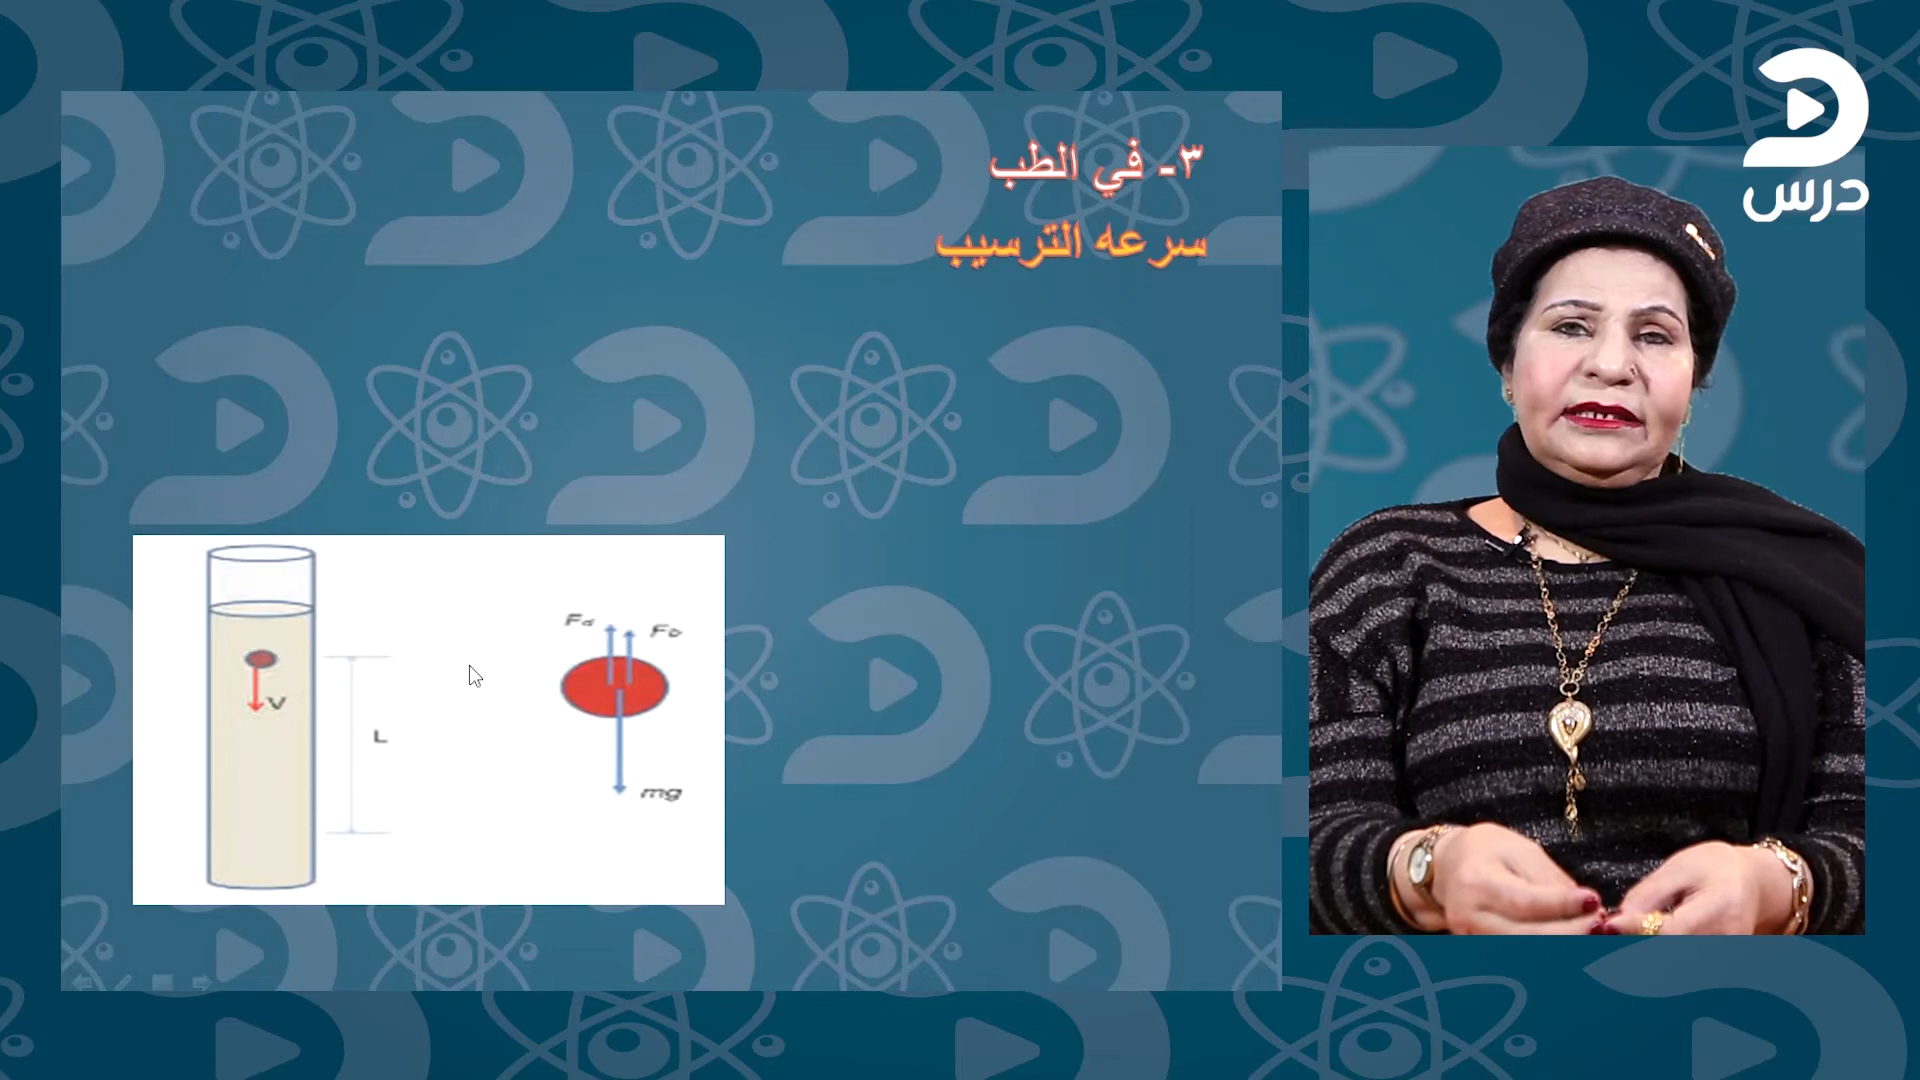 درس
٣- في الطب
سرعه الترسيب
Fd
Fb
V
L
mg